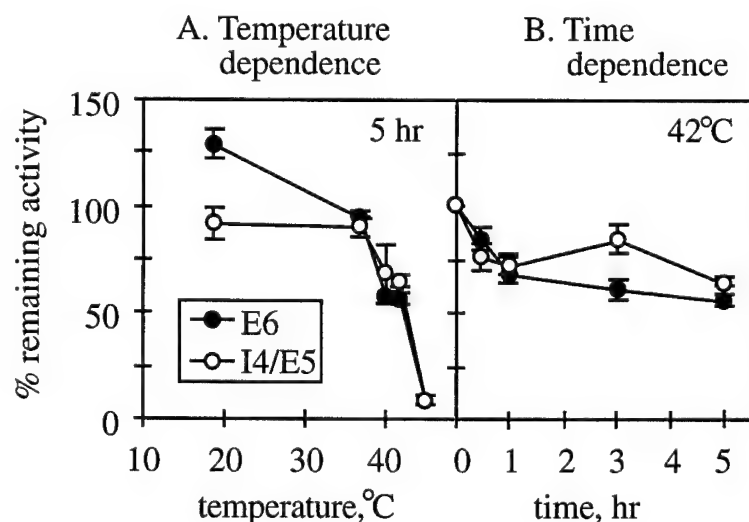 A. Temperature
dependence
B. Time
dependence
% remaining activity
150
100
50
0
5 hr
42°C
E6
I4/E5
10 20 30 40
0 1 2 3 4 5
temperature,°C
time, hr